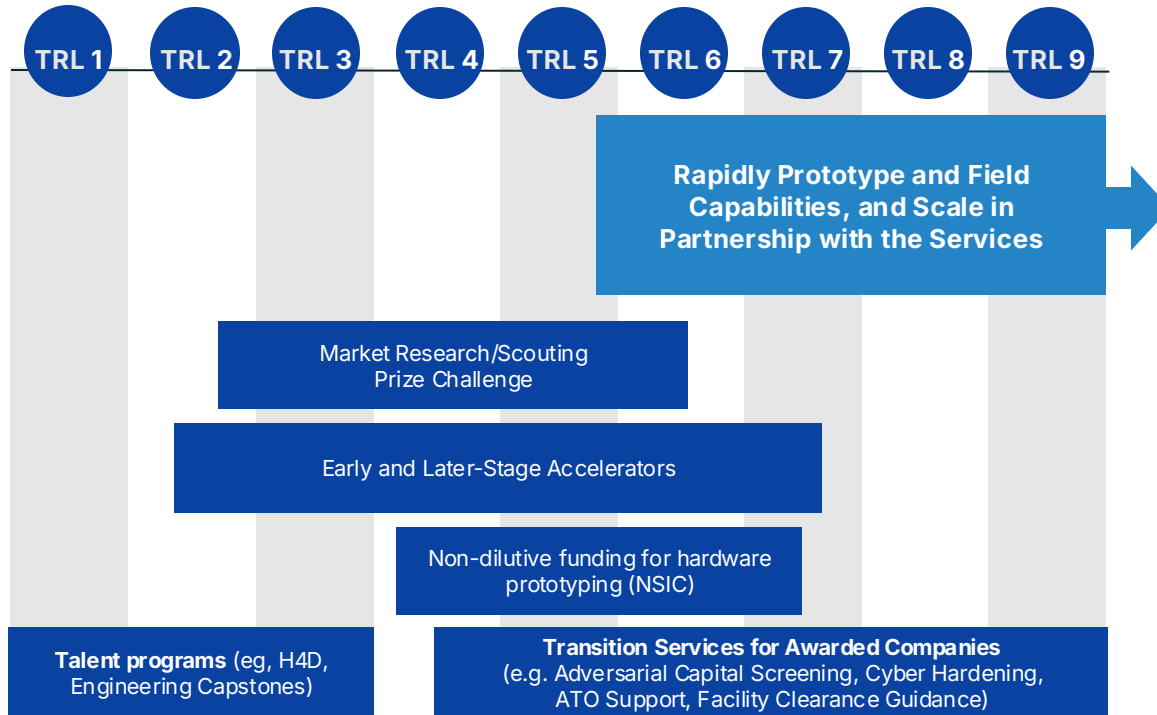 TRL 1 TRL 2 TRL 3 TRL 4 TRL 5 TRL 6 TRL 7 TRL 8 TRL 9
Rapidly Prototype and Field
Capabilities, and Scale in
Partnership with the Services
Market Research/Scouting
Prize Challenge
Early and Later-Stage Accelerators
Non-dilutive funding for hardware
prototyping (NSIC)
Talent programs (eg, H4D,
Engineering Capstones)
Transition Services for Awarded Companies
(e.g. Adversarial Capital Screening, Cyber Hardening,
ATO Support, Facility Clearance Guidance)